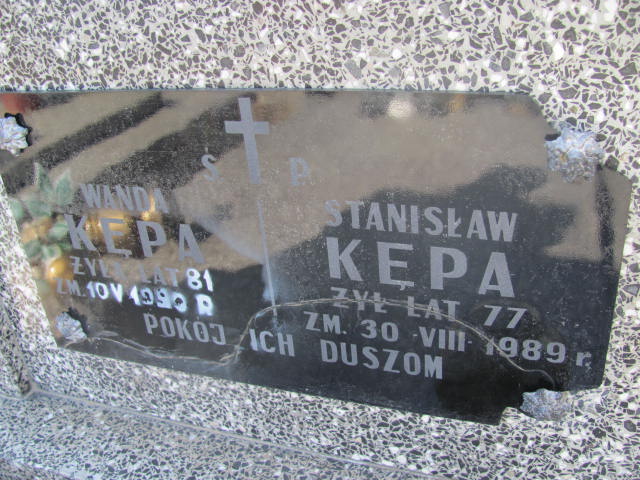 Ś P
WANDA
KĘPA
ŻYŁA LAT 81
ZM. 10 V 1990 R
STANISŁAW
KĘPA
ŻYŁ LAT 77
ZM. 30 VIII 1989 r.
POKÓJ ICH DUSZOM